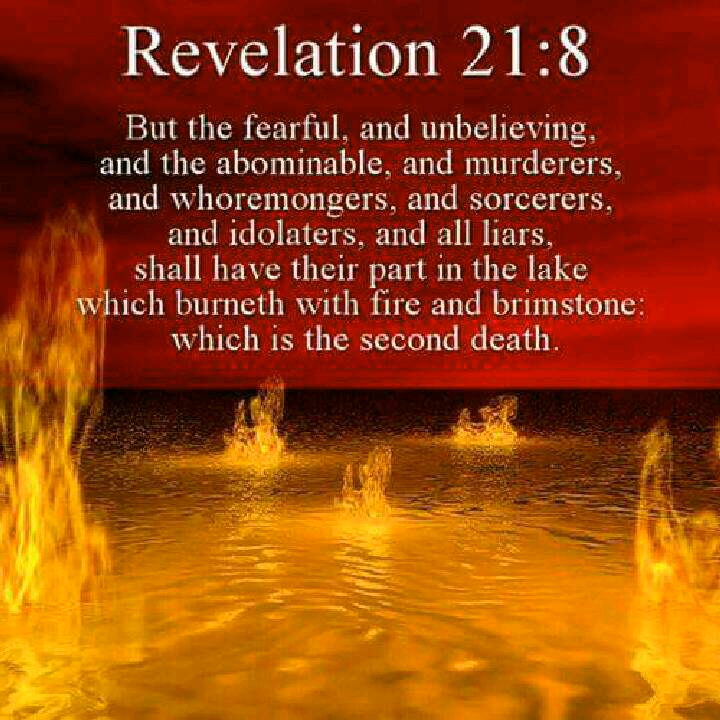 Revelation 21:8
But the fearful, and unbelieving,
and the abominable, and murderers,
and whoremongers, and sorcerers,
and idolaters, and all liars,
shall have their part in the lake
which burneth with fire and brimstone:
which is the second death.